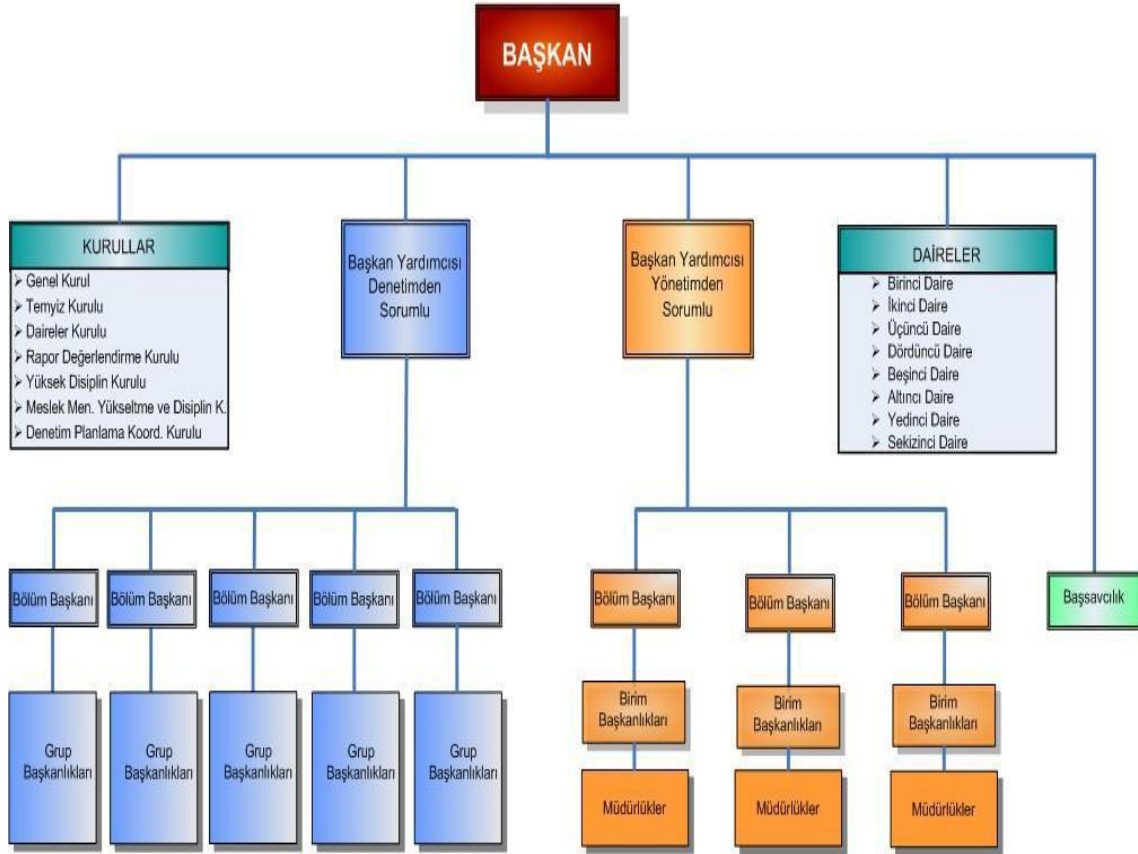 BAŞKAN
KURULLAR
➢ Genel Kurul
➢ Temyiz Kurulu
➢ Daireler Kurulu
➢ Rapor Değerlendirme Kurulu
➢ Yüksek Disiplin Kurulu
➢ Meslek Men. Yükseltme ve Disiplin K.
➢ Denetim Planlama Koord. Kurulu
Başkan Yardımcısı
Denetimden
Sorumlu
Başkan Yardımcısı
Yönetimden
Sorumlu
DAİRELER
➢ Birinci Daire
➢ İkinci Daire
➢ Üçüncü Daire
➢ Dördüncü Daire
➢ Beşinci Daire
➢ Altıncı Daire
➢ Yedinci Daire
➢ Sekizinci Daire
Bölüm Başkanı
Bölüm Başkanı
Bölüm Başkanı
Bölüm Başkanı
Bölüm Başkanı
Bölüm Başkanı
Bölüm Başkanı
Bölüm Başkanı
Başsavcılık
Grup
Başkanlıkları
Grup
Başkanlıkları
Grup
Başkanlıkları
Grup
Başkanlıkları
Grup
Başkanlıkları
Birim
Başkanlıkları
Birim
Başkanlıkları
Birim
Başkanlıkları
Müdürlükler
Müdürlükler
Müdürlükler